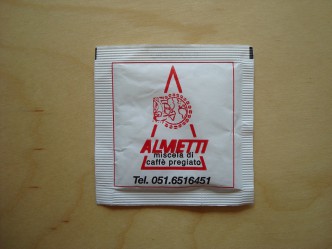 ALMETTI
miscela di
caffè pregiato
Tel. 051.6516451